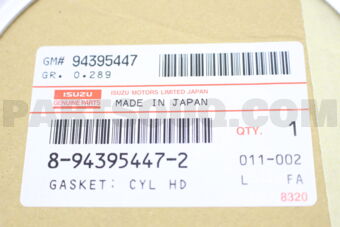 GM# 94395447
GR. 0.289
ISUZU
GENUINE PARTS
ISUZU MOTORS LIMITED JAPAN
MADE IN JAPAN
QTY. 1
8-94395447-2
011-002
GASKET: CYL HD
L FA
8320